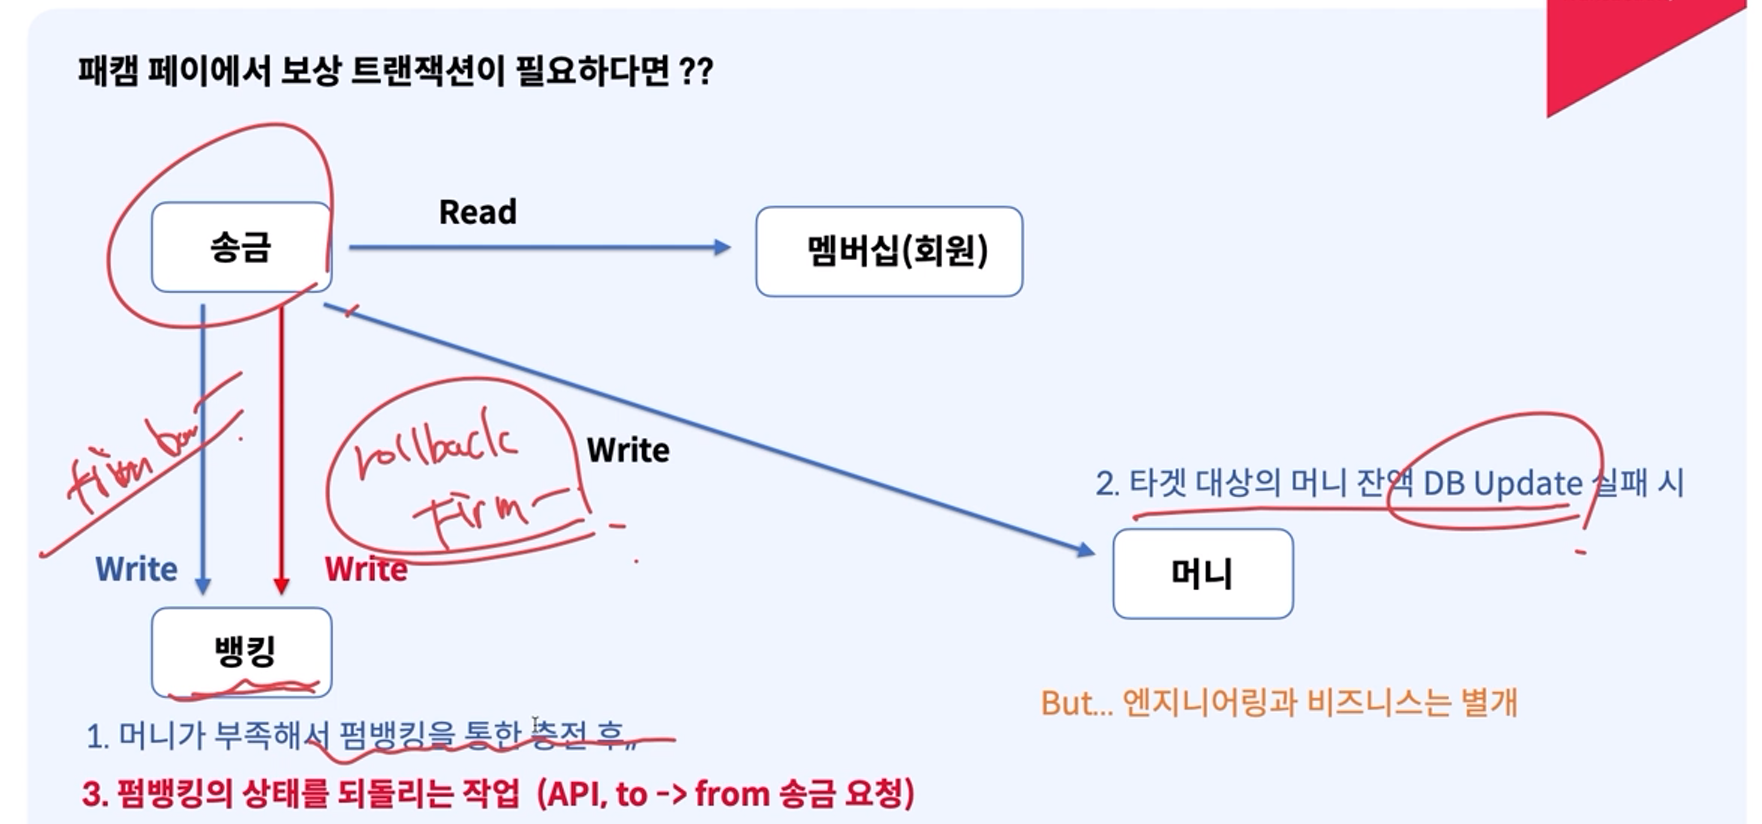 패캠 페이에서 보상 트랜잭션이 필요하다면 ??
송금
Read
멤버십(회원)
rollback
Firm
Write
2. 타겟 대상의 머니 잔액 DB Update 실패 시
Write
Write
머니
뱅킹
But... 엔지니어링과 비즈니스는 별개
1. 머니가 부족해서 펌뱅킹을 통한 충전 후,,
3. 펌뱅킹의 상태를 되돌리는 작업 (API, to -> from 송금 요청)